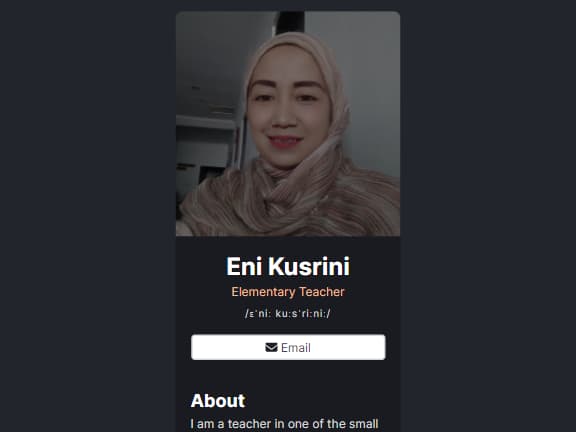 Eni Kusrini
Elementary Teacher
/ɛˈniː kuːsˈriːniː/
Email
About
I am a teacher in one of the small